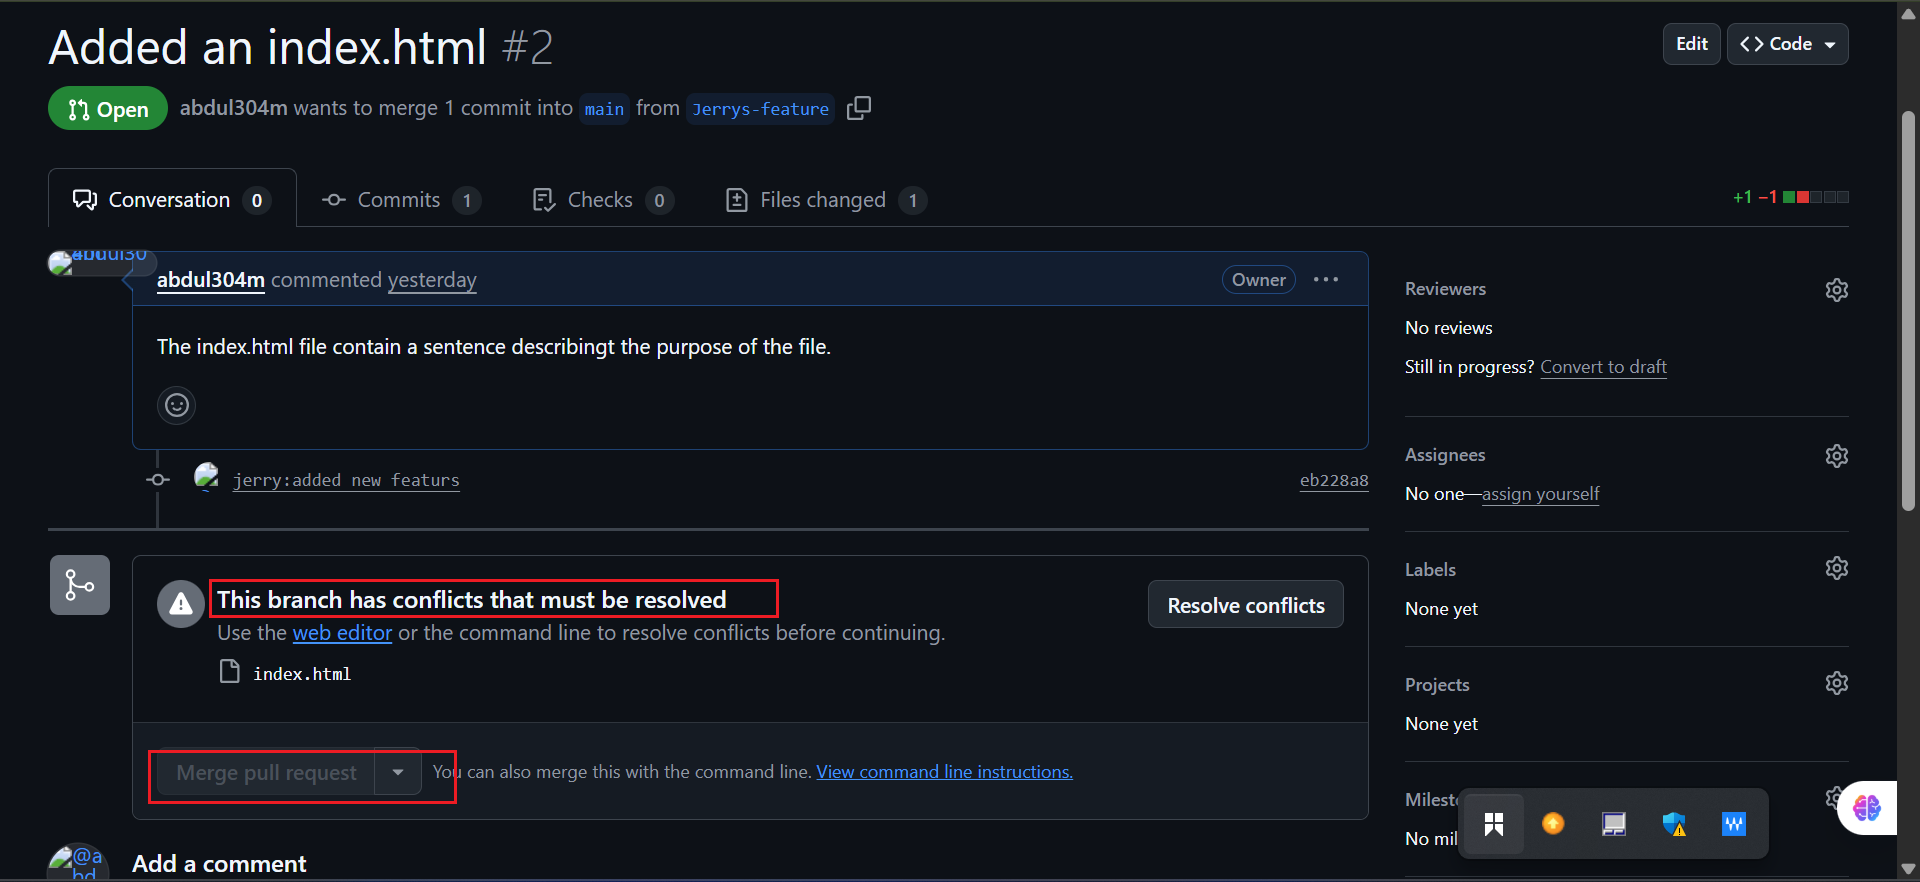 Added an index.html #2
Edit
Code
Open
abdul304m wants to merge 1 commit into main from Jerrys-feature
Conversation 0
Commits 1
Checks 0
Files changed 1
+1 −1
abdul304m commented yesterday
Owner
The index.html file contain a sentence describingt the purpose of the file.
jerry:added new featurs
eb228a8
This branch has conflicts that must be resolved
Use the web editor or the command line to resolve conflicts before continuing.
index.html
Resolve conflicts
Merge pull request
You can also merge this with the command line. View command line instructions.
@a
bd
Add a comment
Reviewers
No reviews
Still in progress? Convert to draft
Assignees
No one—assign yourself
Labels
None yet
Projects
None yet
Milest
No mil